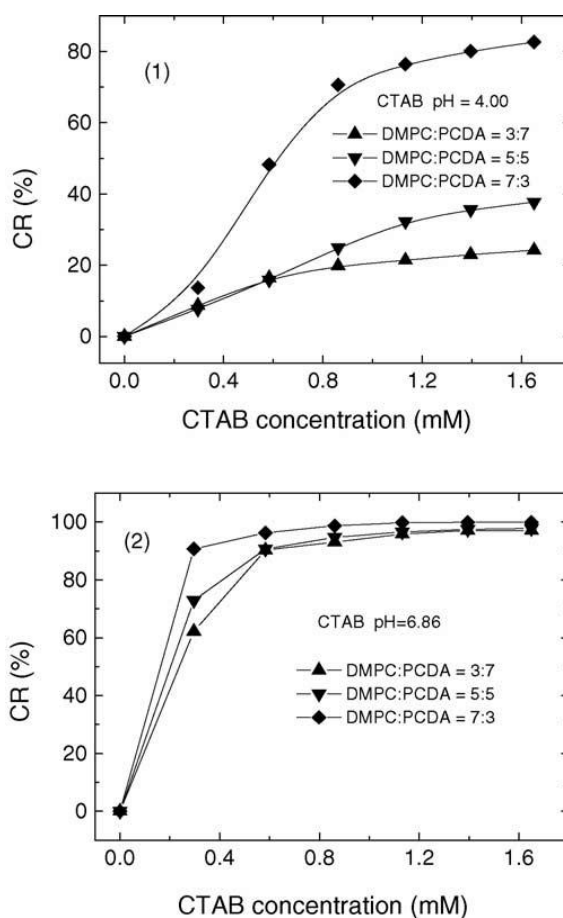 (1)
CTAB pH = 4.00
DMPC:PCDA = 3:7
DMPC:PCDA = 5:5
DMPC:PCDA = 7:3
80
60
40
20
0
CR (%)
0.0 0.4 0.8 1.2 1.6
CTAB concentration (mM)
(2)
CTAB pH=6.86
DMPC:PCDA = 3:7
DMPC:PCDA = 5:5
DMPC:PCDA = 7:3
100
80
60
40
20
0
CR (%)
0.0 0.4 0.8 1.2 1.6
CTAB concentration (mM)